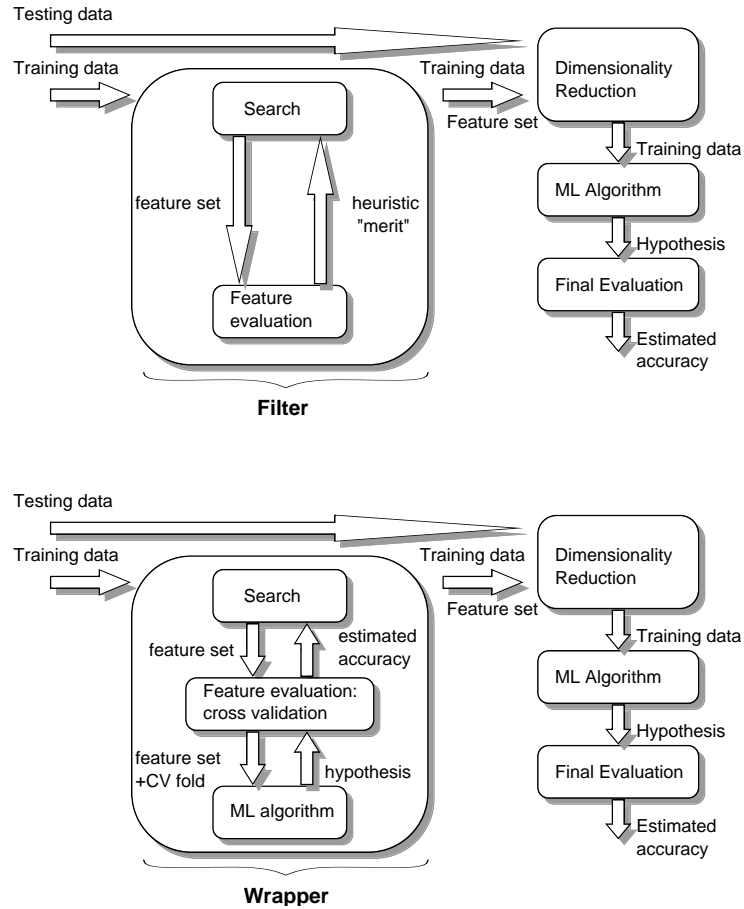 Testing data
Training data
Training data
Feature set
Dimensionality
Reduction
Search
feature set
heuristic
"merit"
Feature
evaluation
Training data
ML Algorithm
Hypothesis
Final Evaluation
Estimated
accuracy
Filter
Testing data
Training data
Training data
Feature set
Dimensionality
Reduction
Search
feature set
estimated
accuracy
Feature evaluation:
cross validation
feature set
+CV fold
hypothesis
ML algorithm
Training data
ML Algorithm
Hypothesis
Final Evaluation
Estimated
accuracy
Wrapper